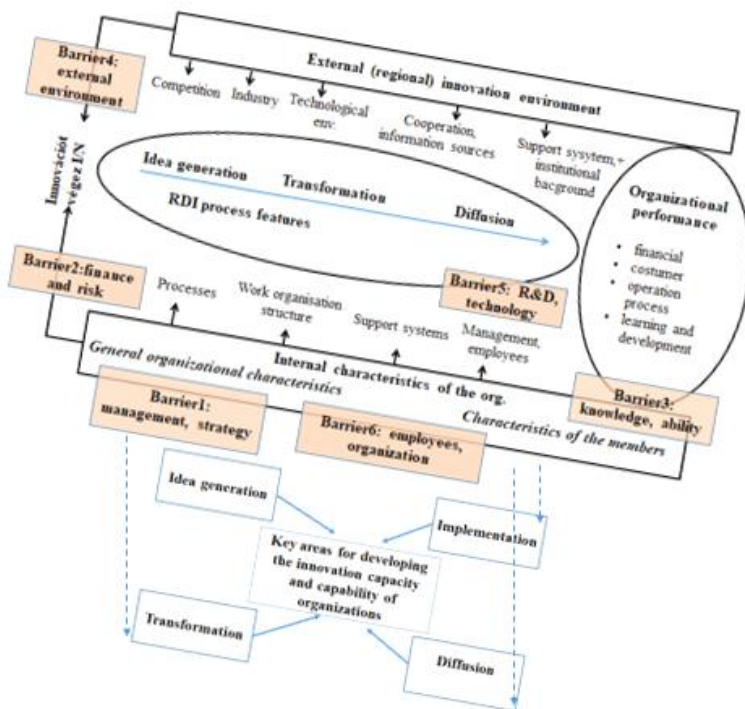 External (regional) innovation environment
Barrier4:
external
environment
Competition
Industry
Technological
env.
Cooperation,
information sources
Support sysytem,+
institutional
bacground
Innovációt
végez I/N
Idea generation
Transformation
Diffusion
RDI process features
Organizational
performance
• financial
• costumer
• operation
process
• learning and
development
Barrier2:finance
and risk
Processes
Work organisation
structure
Support systems
Management,
employees
Barrier5: R&D,
technology
General organizational
characteristics
Internal characteristics of the org.
Characteristics of the members
Barrier3:
knowledge, ability
Barrier1:
management, strategy
Barrier6: employees,
organization
Idea generation
Implementation
Key areas for developing
the innovation capacity
and capability of
organizations
Transformation
Diffusion